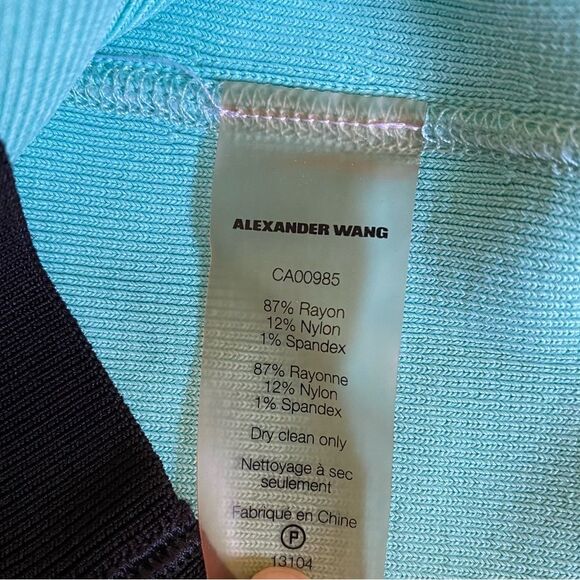 ALEXANDER WANG
CA00985
87% Rayon
12% Nylon
1% Spandex
87% Rayonne
12% Nylon
1% Spandex
Dry clean only
Nettoyage à sec
seulement
Fabriqué en Chine
P
13104